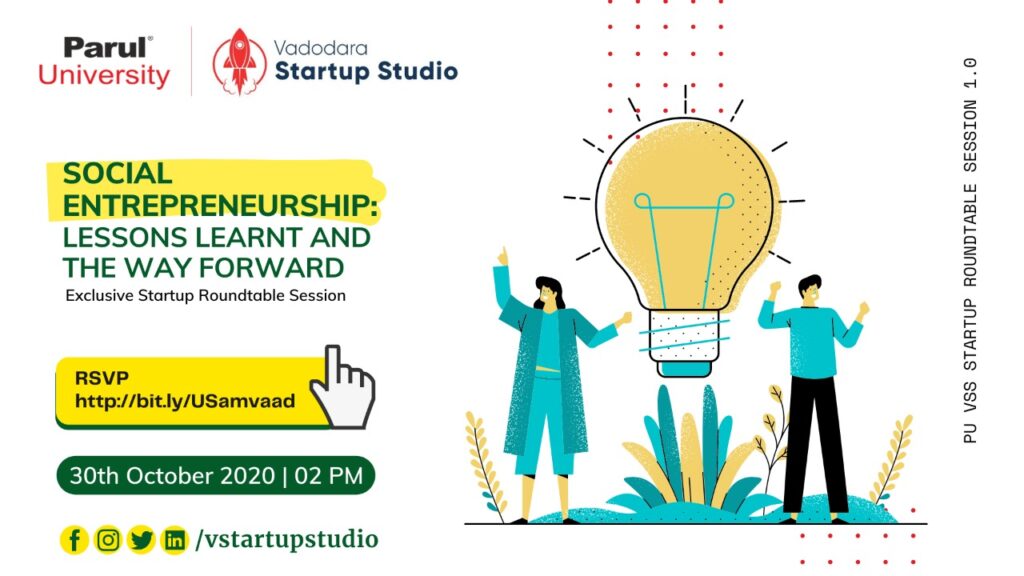 Parul®
University
Vadodara
Startup Studio
SOCIAL
ENTREPRENEURSHIP:
LESSONS LEARNT AND
THE WAY FORWARD
Exclusive Startup Roundtable Session
RSVP
http://bit.ly/USamvaad
30th October 2020 | 02 PM
/vstartupstudio
PU VSS STARTUP ROUNDTABLE SESSION 1.0